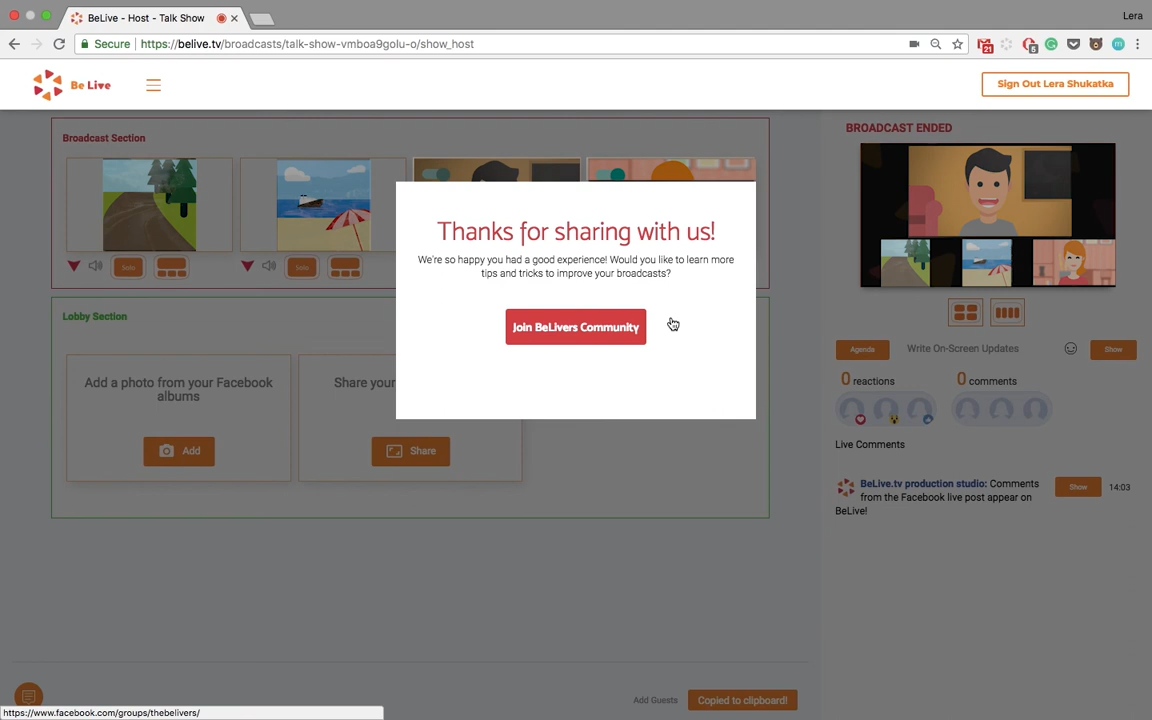 BeLive - Host - Talk Show
Lera
Secure
https://belive.tv/broadcasts/talk-show-vmboa9golu-o/show_host
21
5
m
Be Live
Sign Out Lera Shukatka
Broadcast Section
BROADCAST ENDED
Solo
Solo
Thanks for sharing with us!
We're so happy you had a good experience! Would you like to learn more
tips and tricks to improve your broadcasts?
Join BeLivers Community
Lobby Section
Add a photo from your Facebook
albums
Add
Share your
Share
Agenda
Write On-Screen Updates
Show
0 reactions
0 comments
Live Comments
BeLive.tv production studio: Comments
from the Facebook live post appear on
BeLive!
Show
14:03
Add Guests
Copied to clipboard!
https://www.facebook.com/groups/thebelivers/